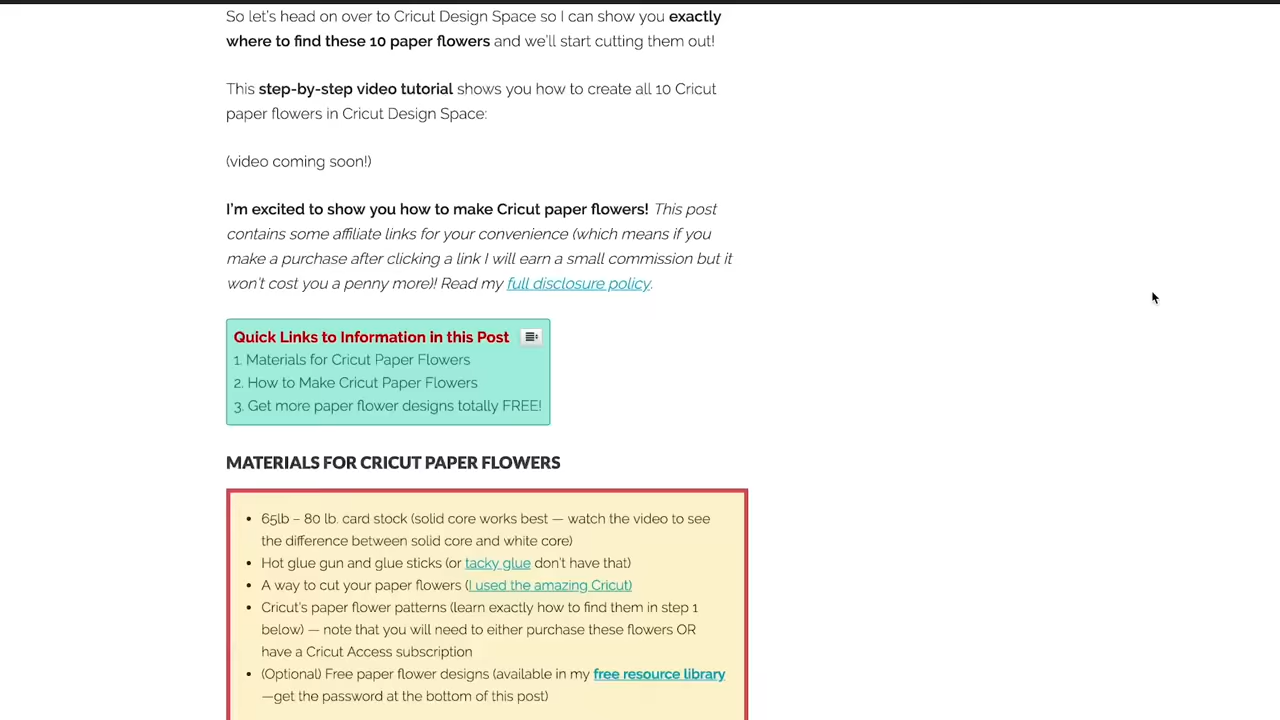 So let's head on over to Cricut Design Space so I can show you exactly
where to find these 10 paper flowers and we'll start cutting them out!
This step-by-step video tutorial shows you how to create all 10 Cricut
paper flowers in Cricut Design Space:
(video coming soon!)
I'm excited to show you how to make Cricut paper flowers! This post
contains some affiliate links for your convenience (which means if you
make a purchase after clicking a link I will earn a small commission but it
won't cost you a penny more)! Read my full disclosure policy.
Quick Links to Information in this Post
1. Materials for Cricut Paper Flowers
2. How to Make Cricut Paper Flowers
3. Get more paper flower designs totally FREE!
MATERIALS FOR CRICUT PAPER FLOWERS
• 65lb – 80 lb. card stock (solid core works best — watch the video to see
the difference between solid core and white core)
• Hot glue gun and glue sticks (or tacky glue don't have that)
• A way to cut your paper flowers (I used the amazing Cricut)
• Cricut's paper flower patterns (learn exactly how to find them in step 1
below) — note that you will need to either purchase these flowers OR
have a Cricut Access subscription
• (Optional) Free paper flower designs (available in my free resource library
—get the password at the bottom of this post)